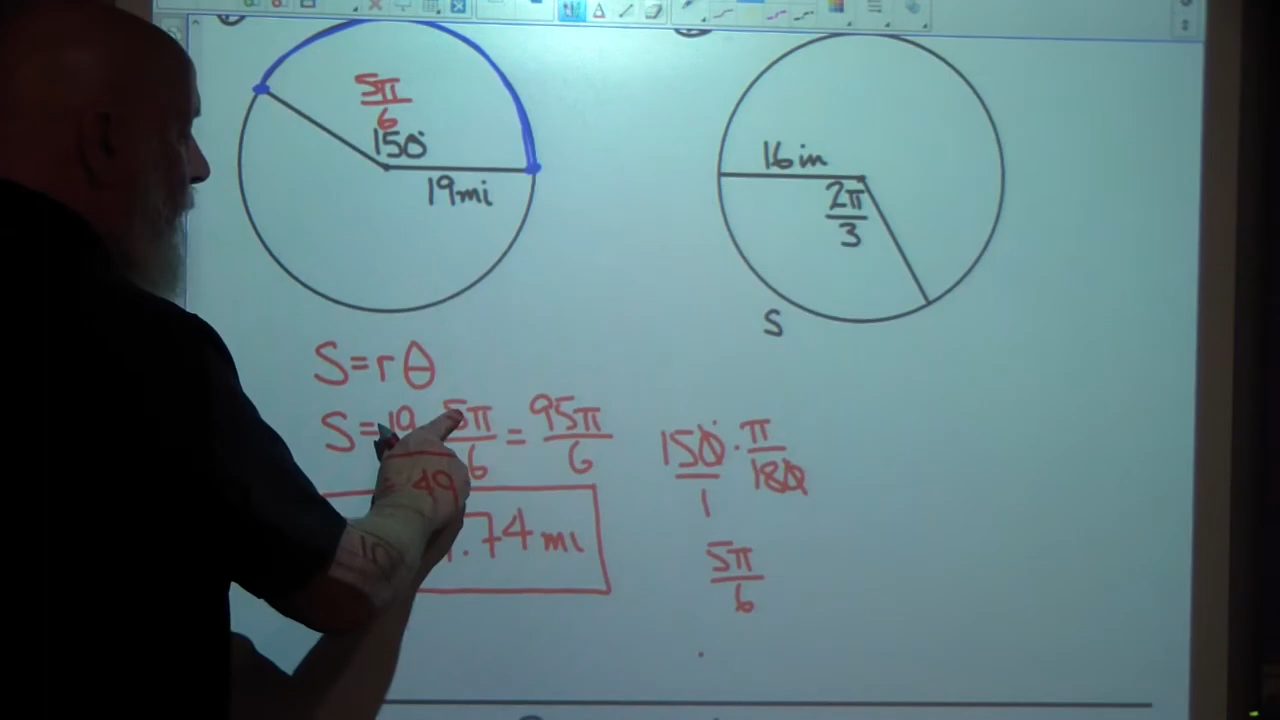 5π/6
150°
19mi
16in
2π/3
S
S=rθ
S=19 5π/6 = 95π/6
.74 mi
150°/1 · π/180
5π/6